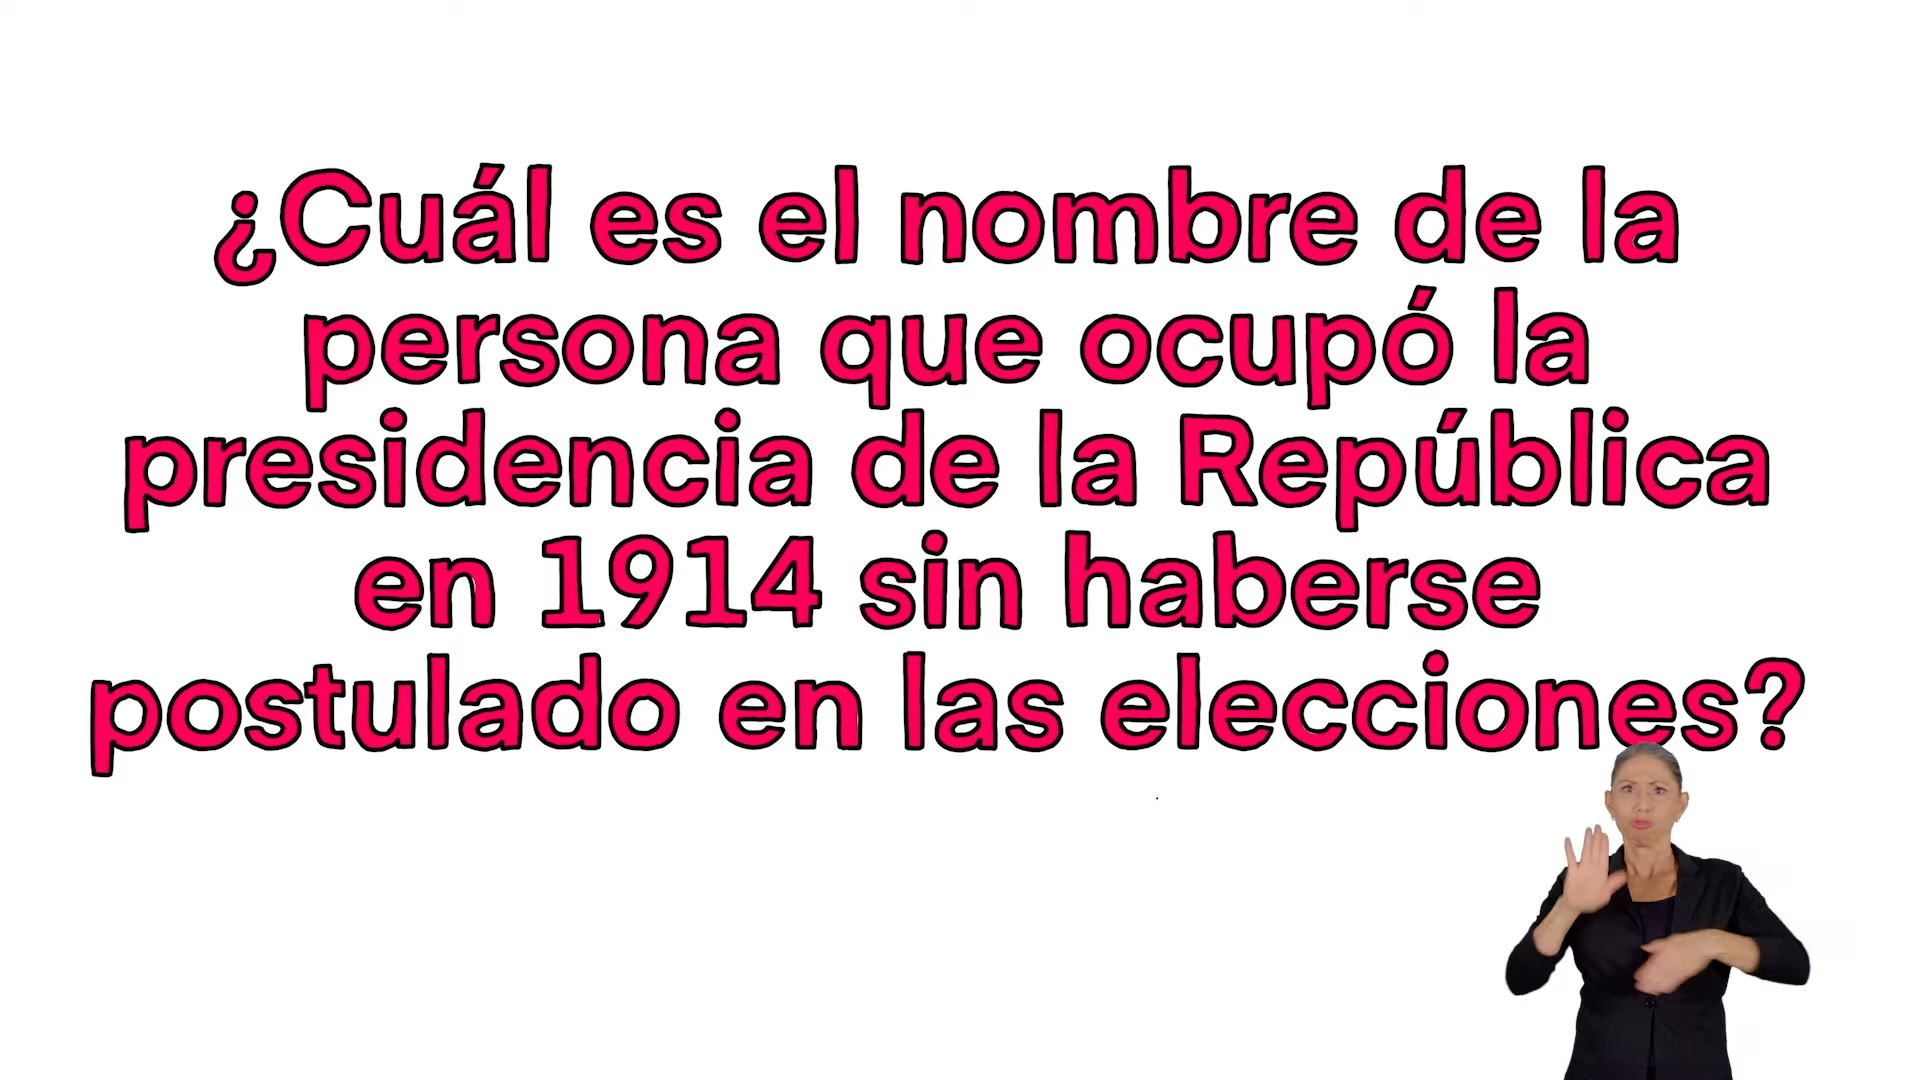 ¿Cuál es el nombre de la
persona que ocupó la
presidencia de la República
en 1914 sin haberse
postulado en las elecciones?